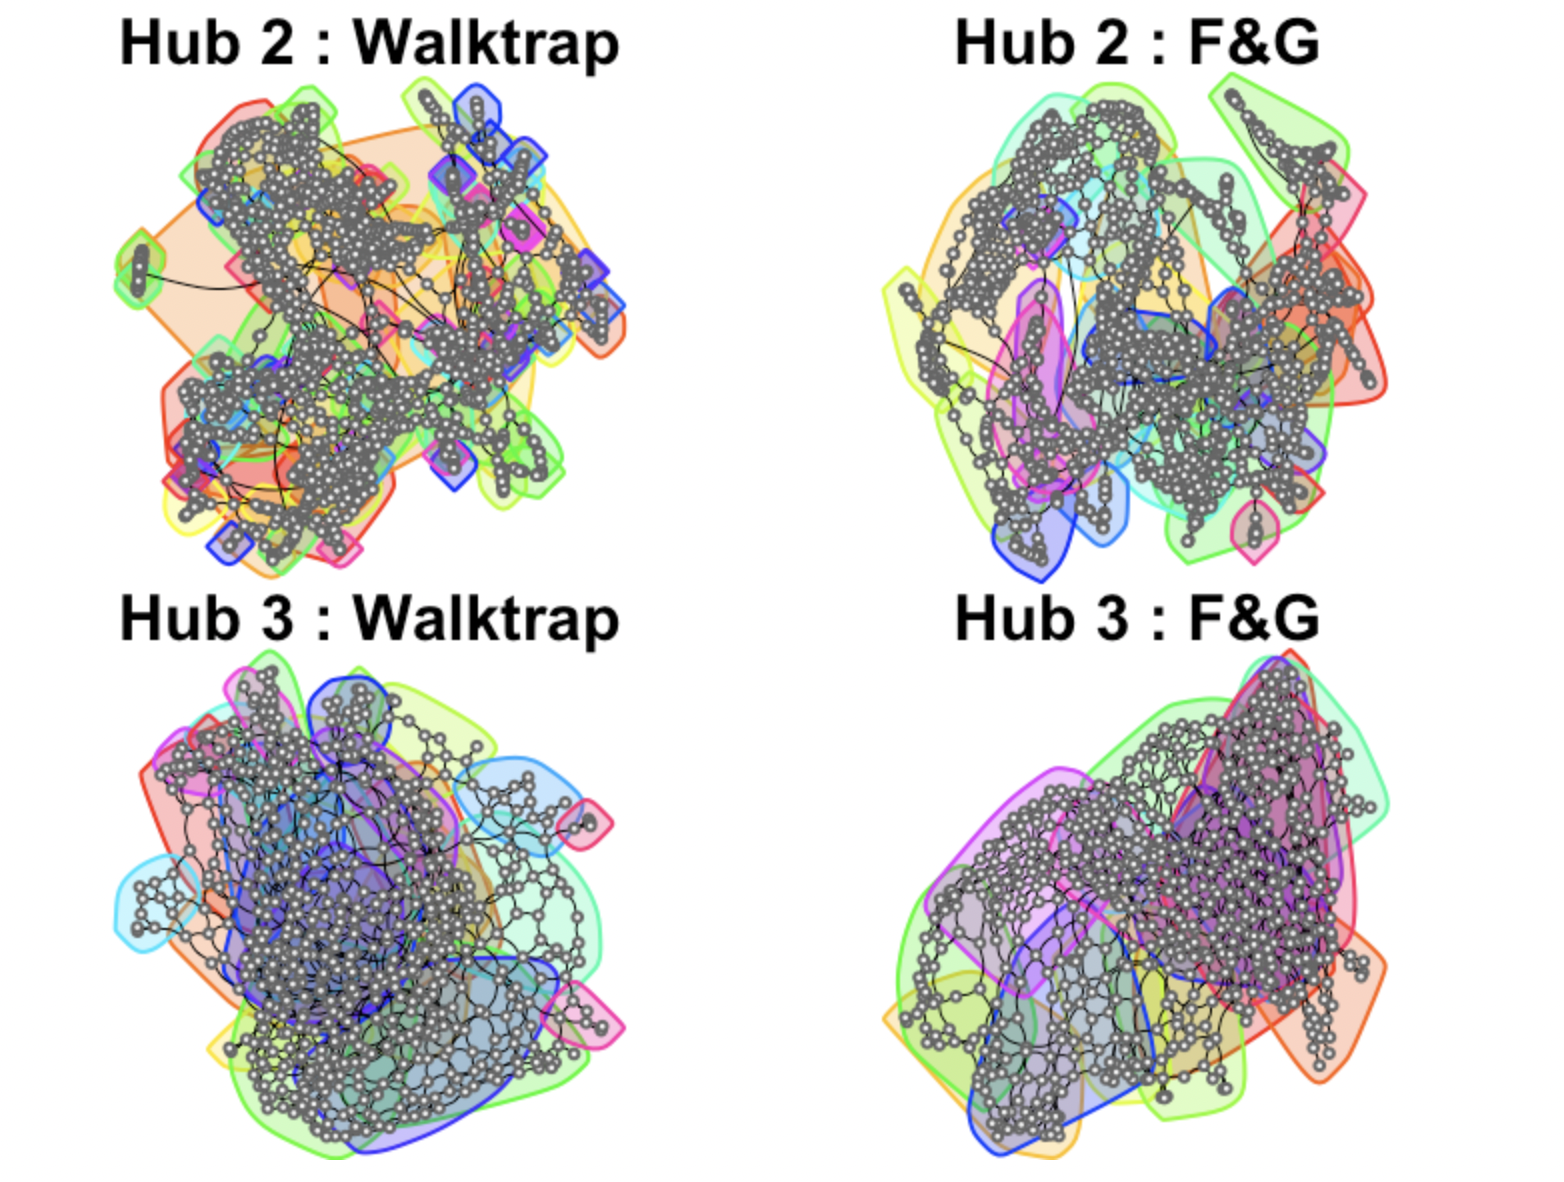 Hub 2 : Walktrap
Hub 2 : F&G
Hub 3 : Walktrap
Hub 3 : F&G